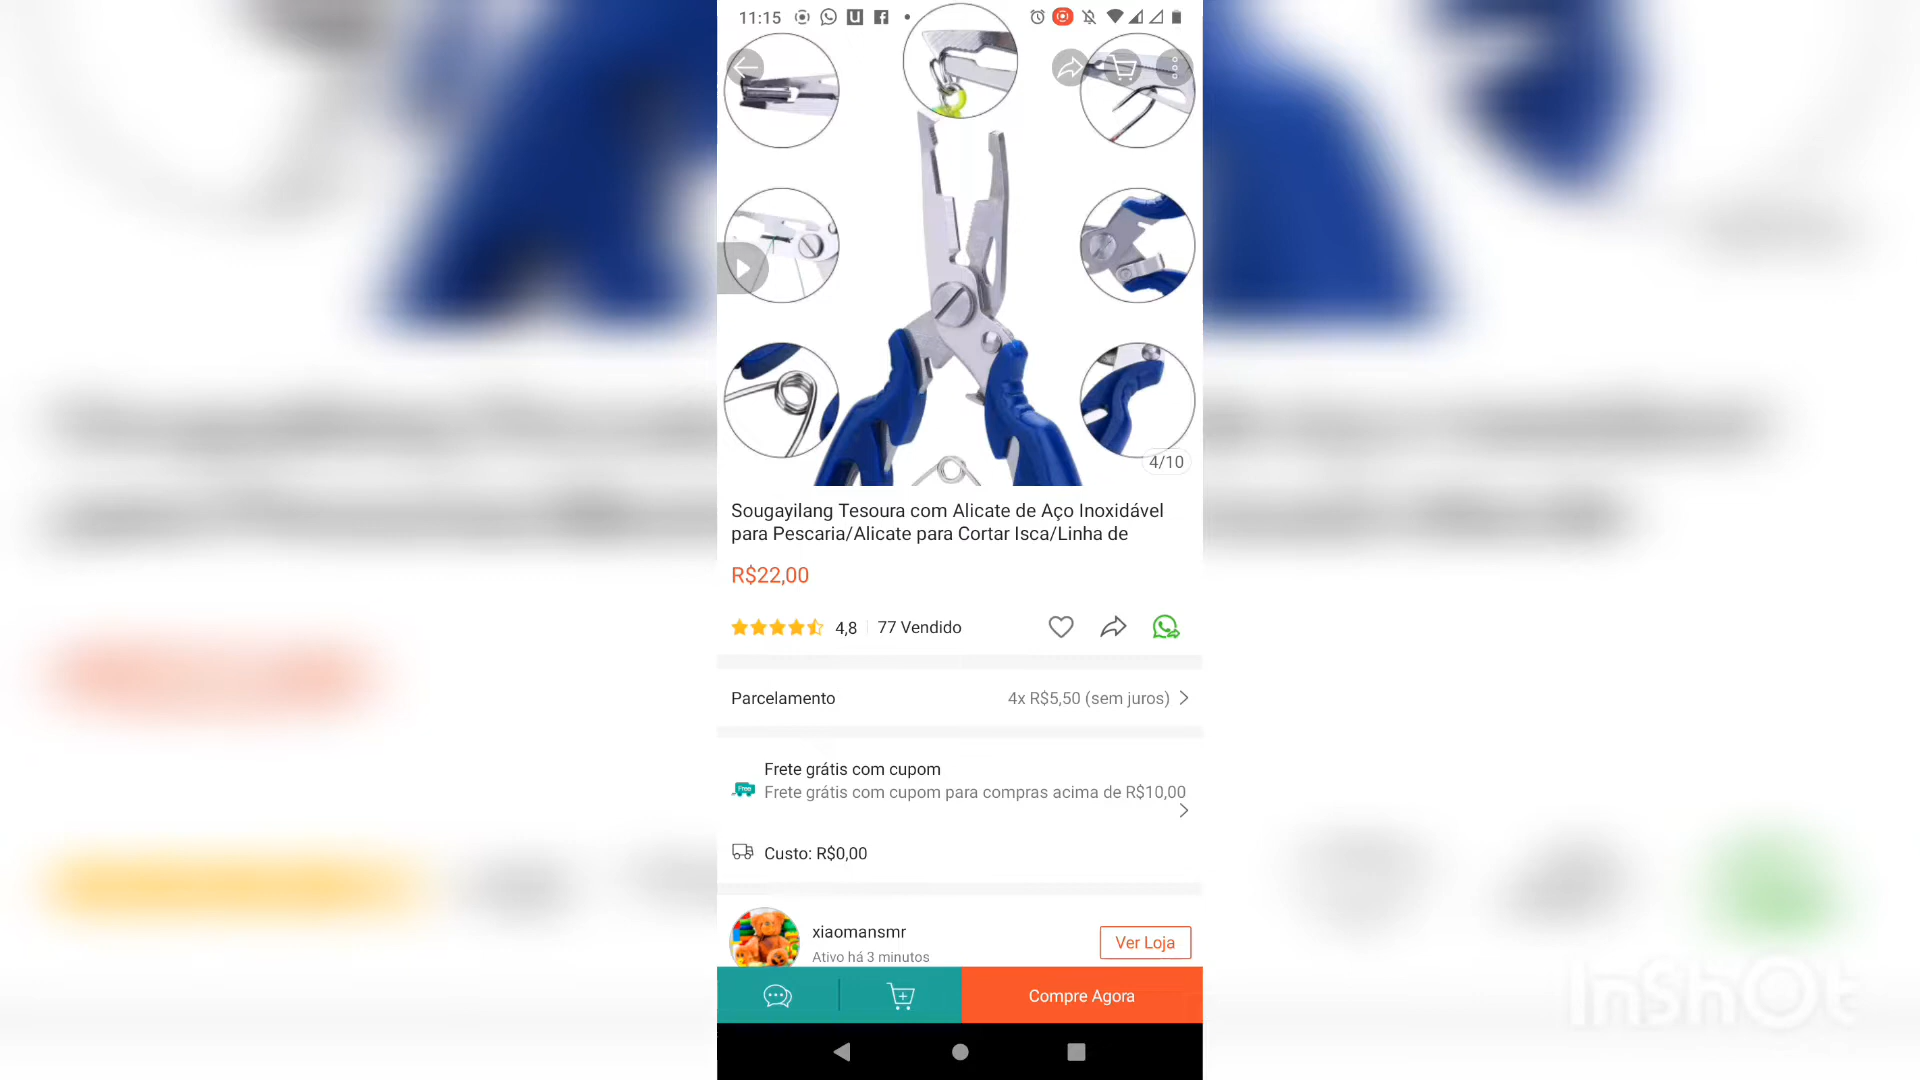 11:15
4/10
Sougayilang Tesoura com Alicate de Aço Inoxidável
para Pescaria/Alicate para Cortar Isca/Linha de
R$22,00
4,8
77 Vendido
Parcelamento
4x R$5,50 (sem juros)
Frete grátis com cupom
Free
Frete grátis com cupom para compras acima de R$10,00
Custo: R$0,00
xiaomansmr
Ativo há 3 minutos
Ver Loja
Compre Agora
InShOt